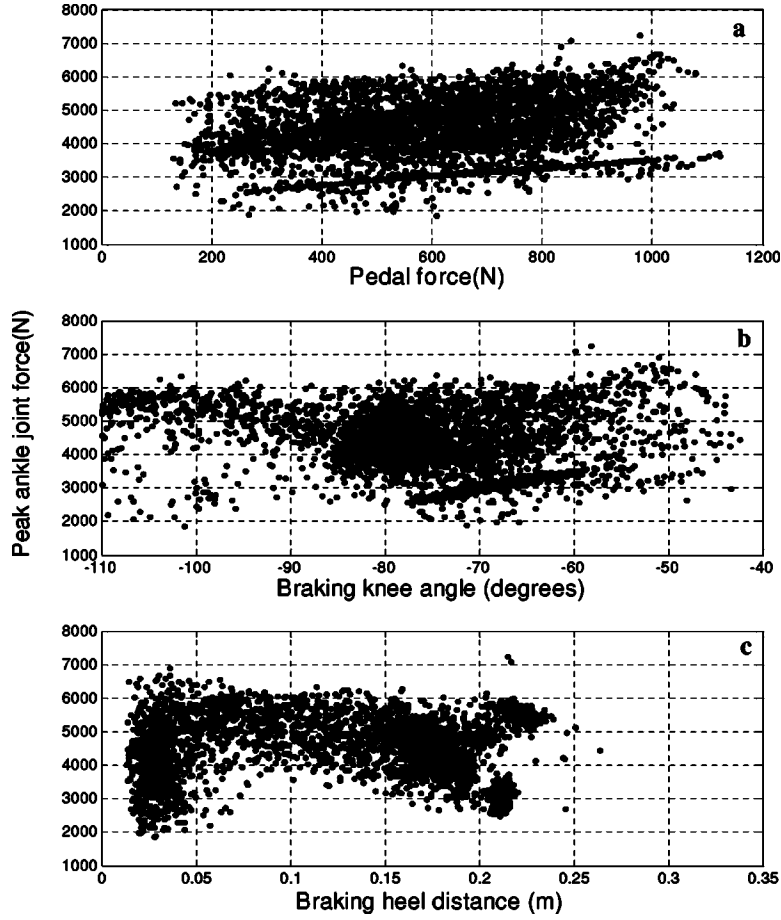 8000
a
7000
6000
5000
4000
3000
2000
1000
0 200 400 600 800 1000 1200
Pedal force(N)
Peak ankle joint force(N)
8000
b
7000
6000
5000
4000
3000
2000
1000
-110 -100 -90 -80 -70 -60 -50 -40
Braking knee angle (degrees)
8000
c
7000
6000
5000
4000
3000
2000
1000
0 0.05 0.1 0.15 0.2 0.25 0.3 0.35
Braking heel distance (m)